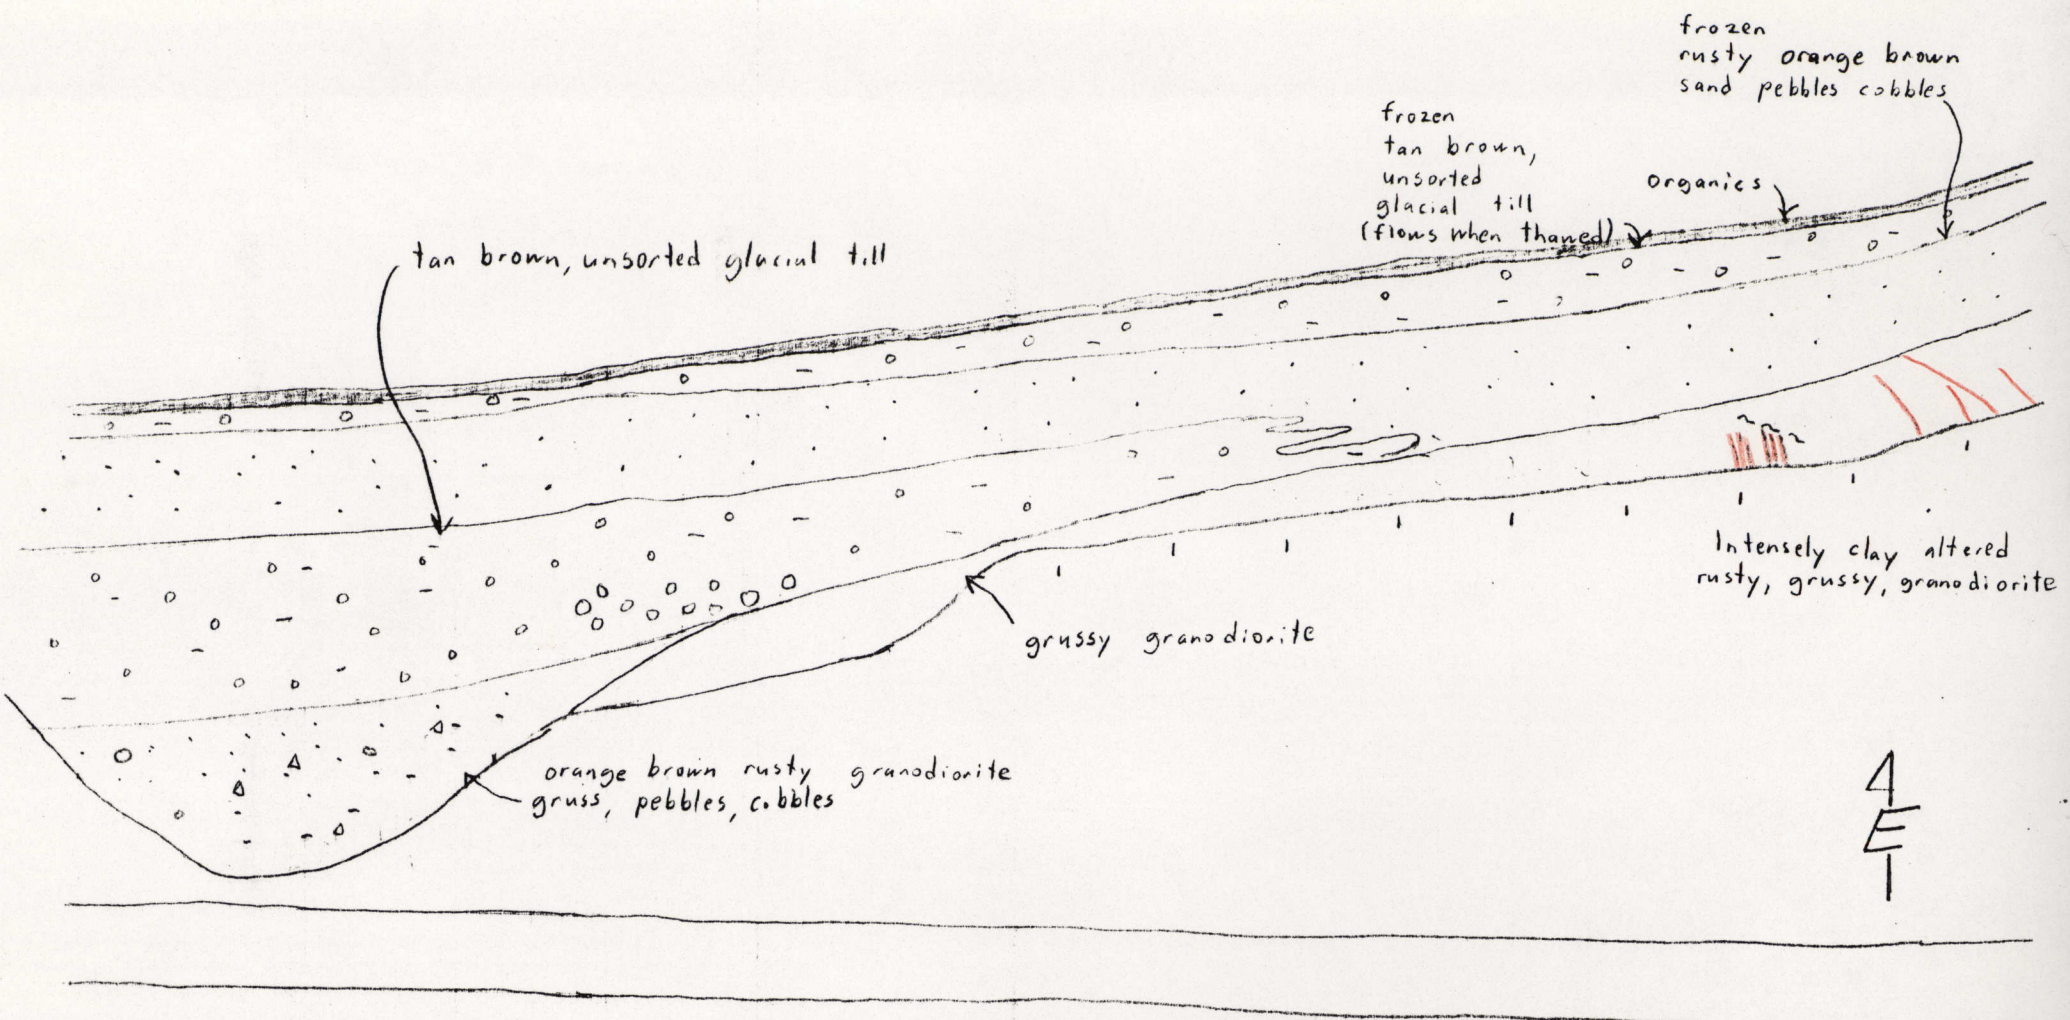 frozen
rusty orange brown
sand pebbles cobbles
frozen
tan brown,
unsorted
glacial till
(flows when thawed)
organics
tan brown, unsorted glacial till
Intensely clay altered
rusty, grussy, granodiorite
grussy granodiorite
orange brown rusty granodiorite
gruss, pebbles, cobbles
E